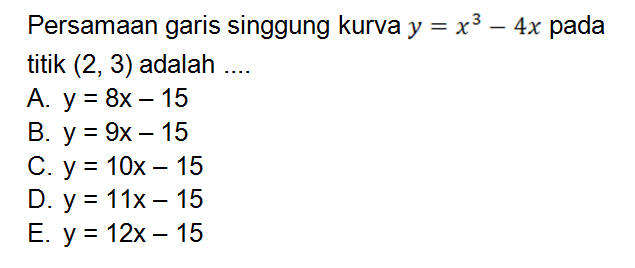 Persamaan garis singgung kurva y = x³ – 4x pada
titik (2, 3) adalah ....
A. y = 8x – 15
B. y = 9x – 15
C. y = 10x – 15
D. y = 11x – 15
E. y = 12x – 15